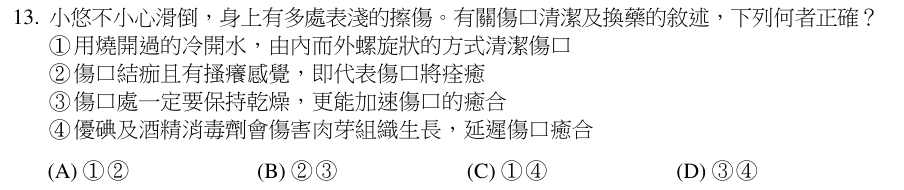 13. 小悠不小心滑倒，身上有多處表淺的擦傷。有關傷口清潔及換藥的敘述，下列何者正確？
①用燒開過的冷開水，由內而外螺旋狀的方式清潔傷口
②傷口結痂且有搔癢感覺，即代表傷口將痊癒
③傷口處一定要保持乾燥，更能加速傷口的癒合
④優碘及酒精消毒劑會傷害肉芽組織生長，延遲傷口癒合
(A) ①② (B) ②③ (C) ①④ (D) ③④